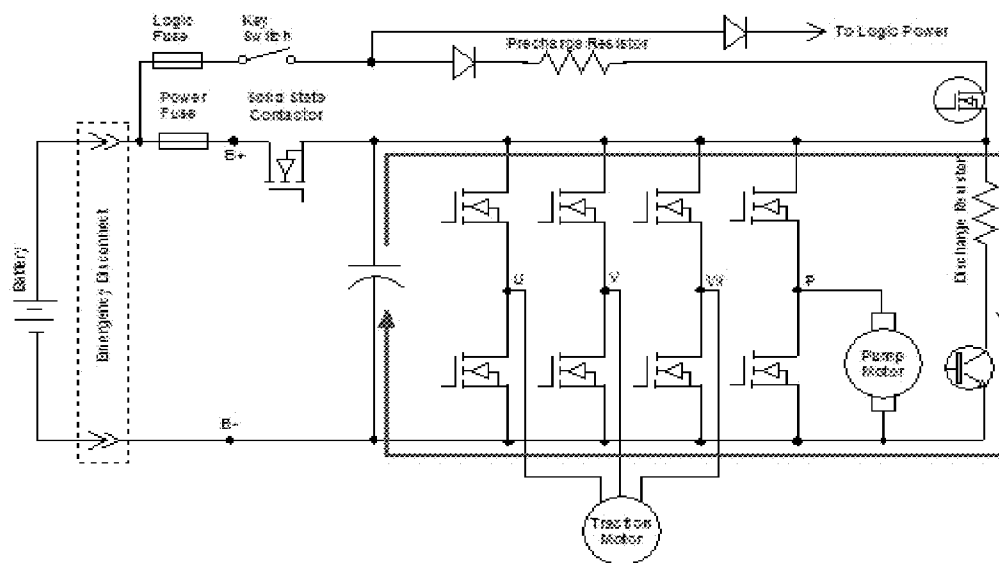 Logic
Fuse
Key
Switch
To Logic Power
Precharge Resistor
Power
Fuse
Solid State
Contactor
B+
Discharge Resistor
Emergency Disconnect
Battery
U
V
W
P
Pump
Motor
B-
Traction
Motor